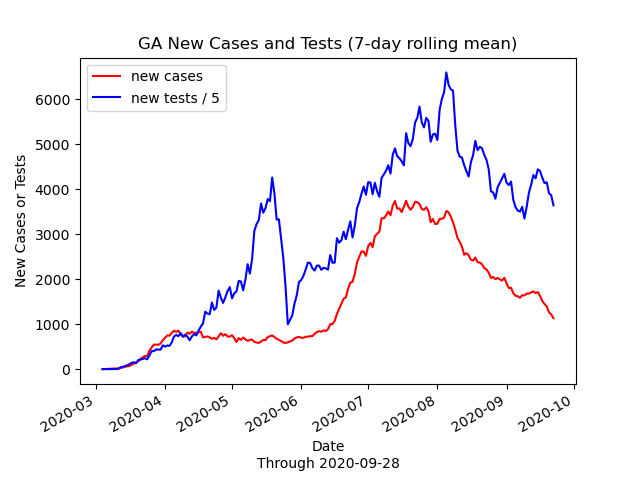 GA New Cases and Tests (7-day rolling mean)
new cases
new tests / 5
New Cases or Tests
6000
5000
4000
3000
2000
1000
0
2020-03
2020-04
2020-05
2020-06
2020-07
2020-08
2020-09
2020-10
Date
Through 2020-09-28